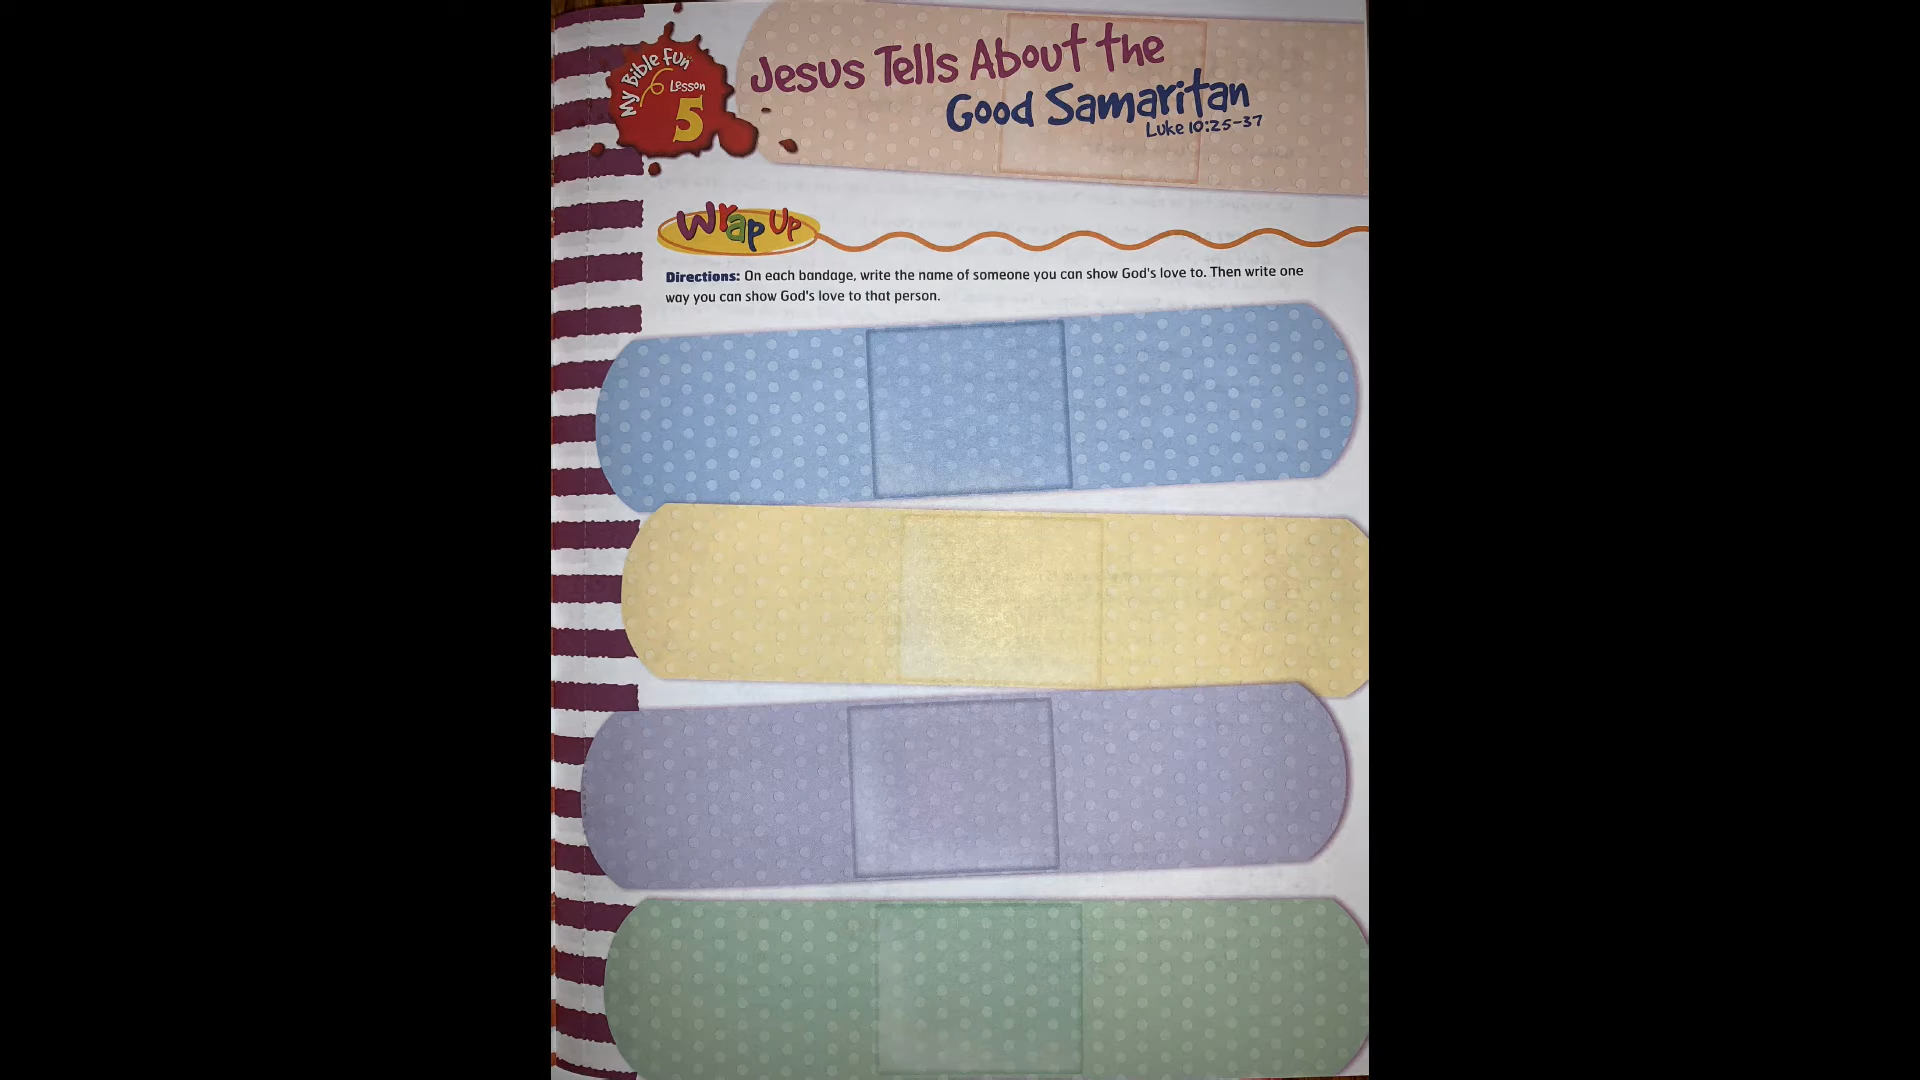 My Bible Fun
Lesson
5
Jesus Tells About the
Good Samaritan
Luke 10:25-37
Wrap Up
Directions: On each bandage, write the name of someone you can show God's love to. Then write one
way you can show God's love to that person.